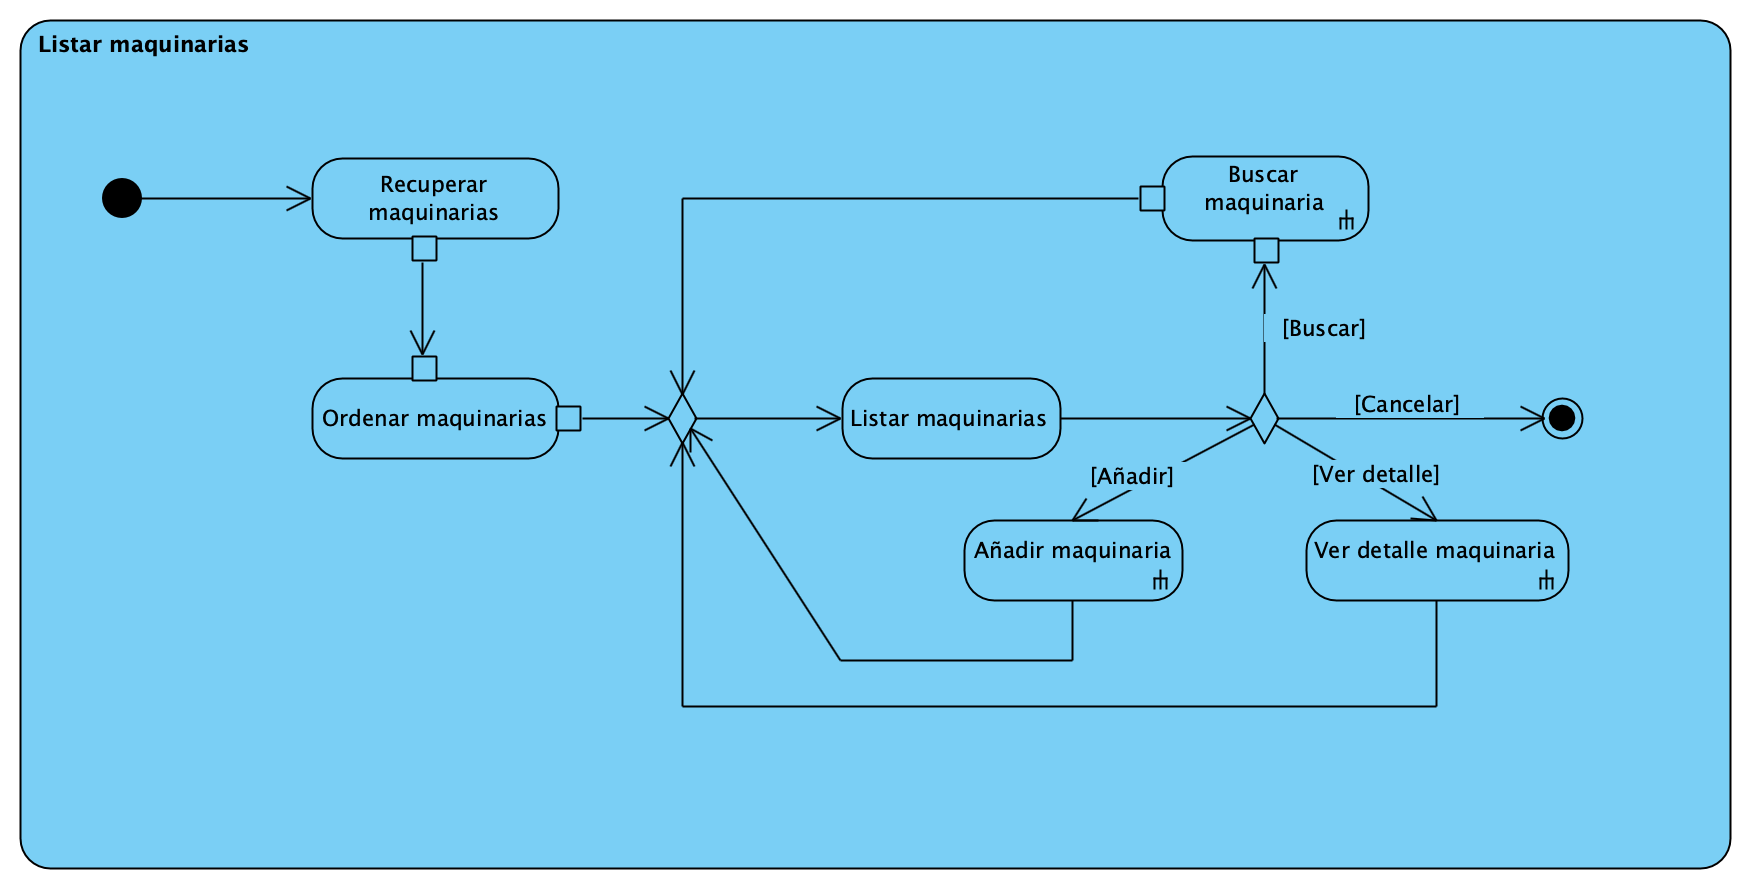 Listar maquinarias
Recuperar
maquinarias
Buscar
maquinaria
[Buscar]
Ordenar maquinarias
Listar maquinarias
[Cancelar]
[Añadir]
[Ver detalle]
Añadir maquinaria
Ver detalle maquinaria